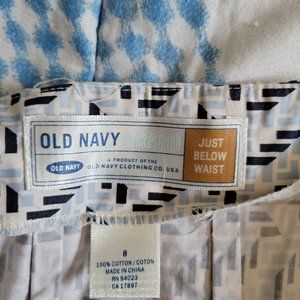 OLD NAVY BRAND
JUST
BELOW
WAIST
A PRODUCT OF THE
OLD NAVY
OLD NAVY CLOTHING CO. USA
8
100% COTTON / COTON
MADE IN CHINA
RN 54023
CA 17897